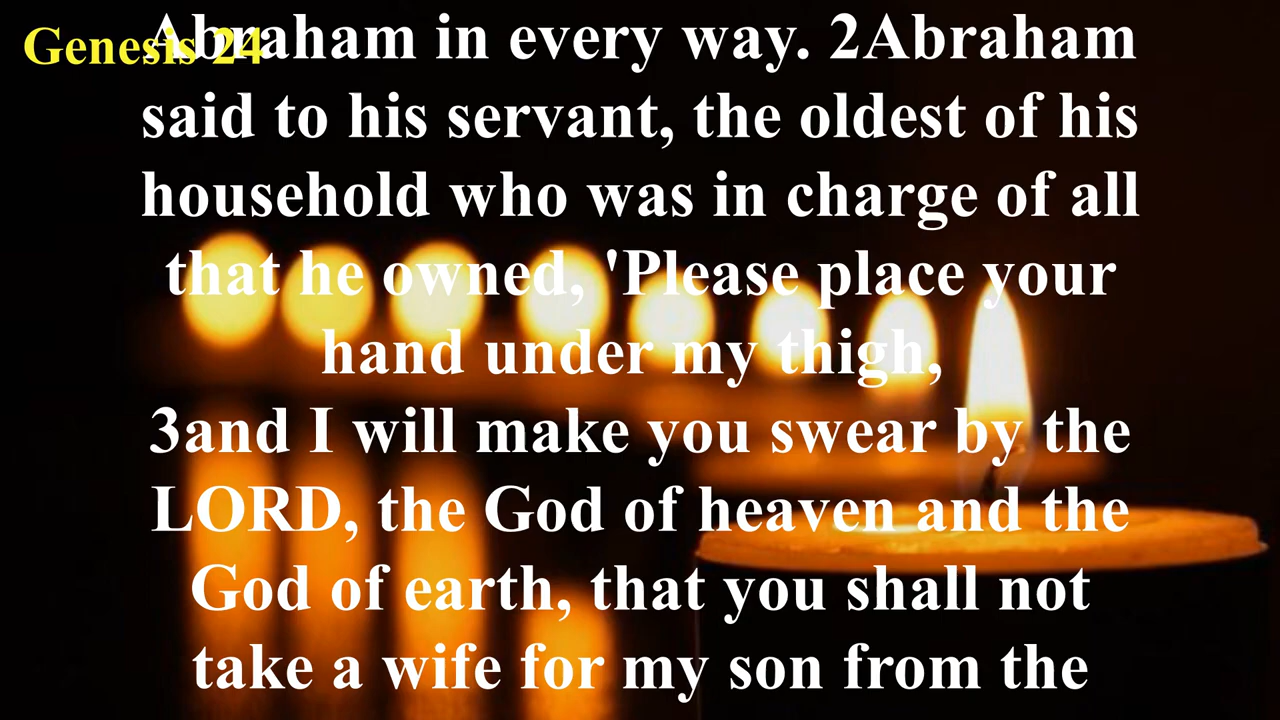 Genesis 24
Abraham in every way. 2Abraham
said to his servant, the oldest of his
household who was in charge of all
that he owned, 'Please place your
hand under my thigh,
3and I will make you swear by the
LORD, the God of heaven and the
God of earth, that you shall not
take a wife for my son from the